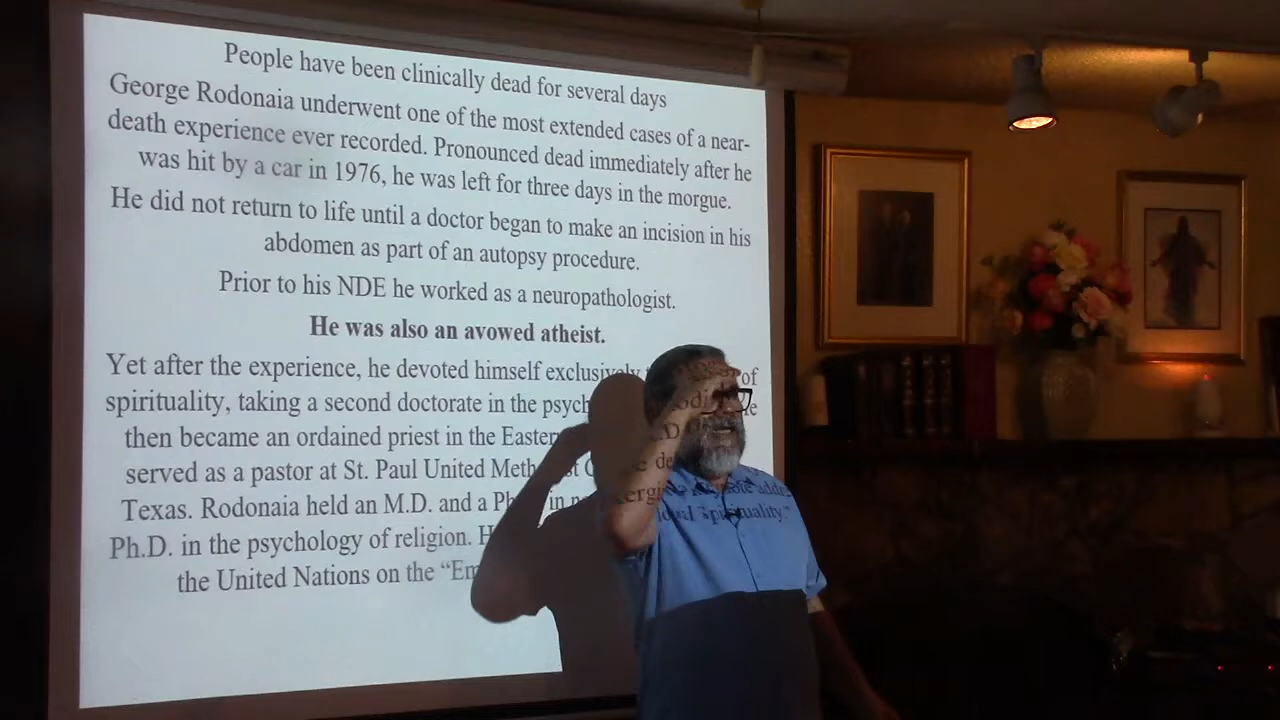 People have been clinically dead for several days
George Rodonaia underwent one of the most extended cases of a near-
death experience ever recorded. Pronounced dead immediately after he
was hit by a car in 1976, he was left for three days in the morgue.
He did not return to life until a doctor began to make an incision in his
abdomen as part of an autopsy procedure.
Prior to his NDE he worked as a neuropathologist.
He was also an avowed atheist.
Yet after the experience, he devoted himself exclusively of
spirituality, taking a second doctorate in the psych
then became an ordained priest in the Eastern
served as a pastor at St. Paul United Meth
Texas. Rodonaia held an M.D. and a Ph. in
Ph.D. in the psychology of religion. H
the United Nations on the “Em Spirituality.”